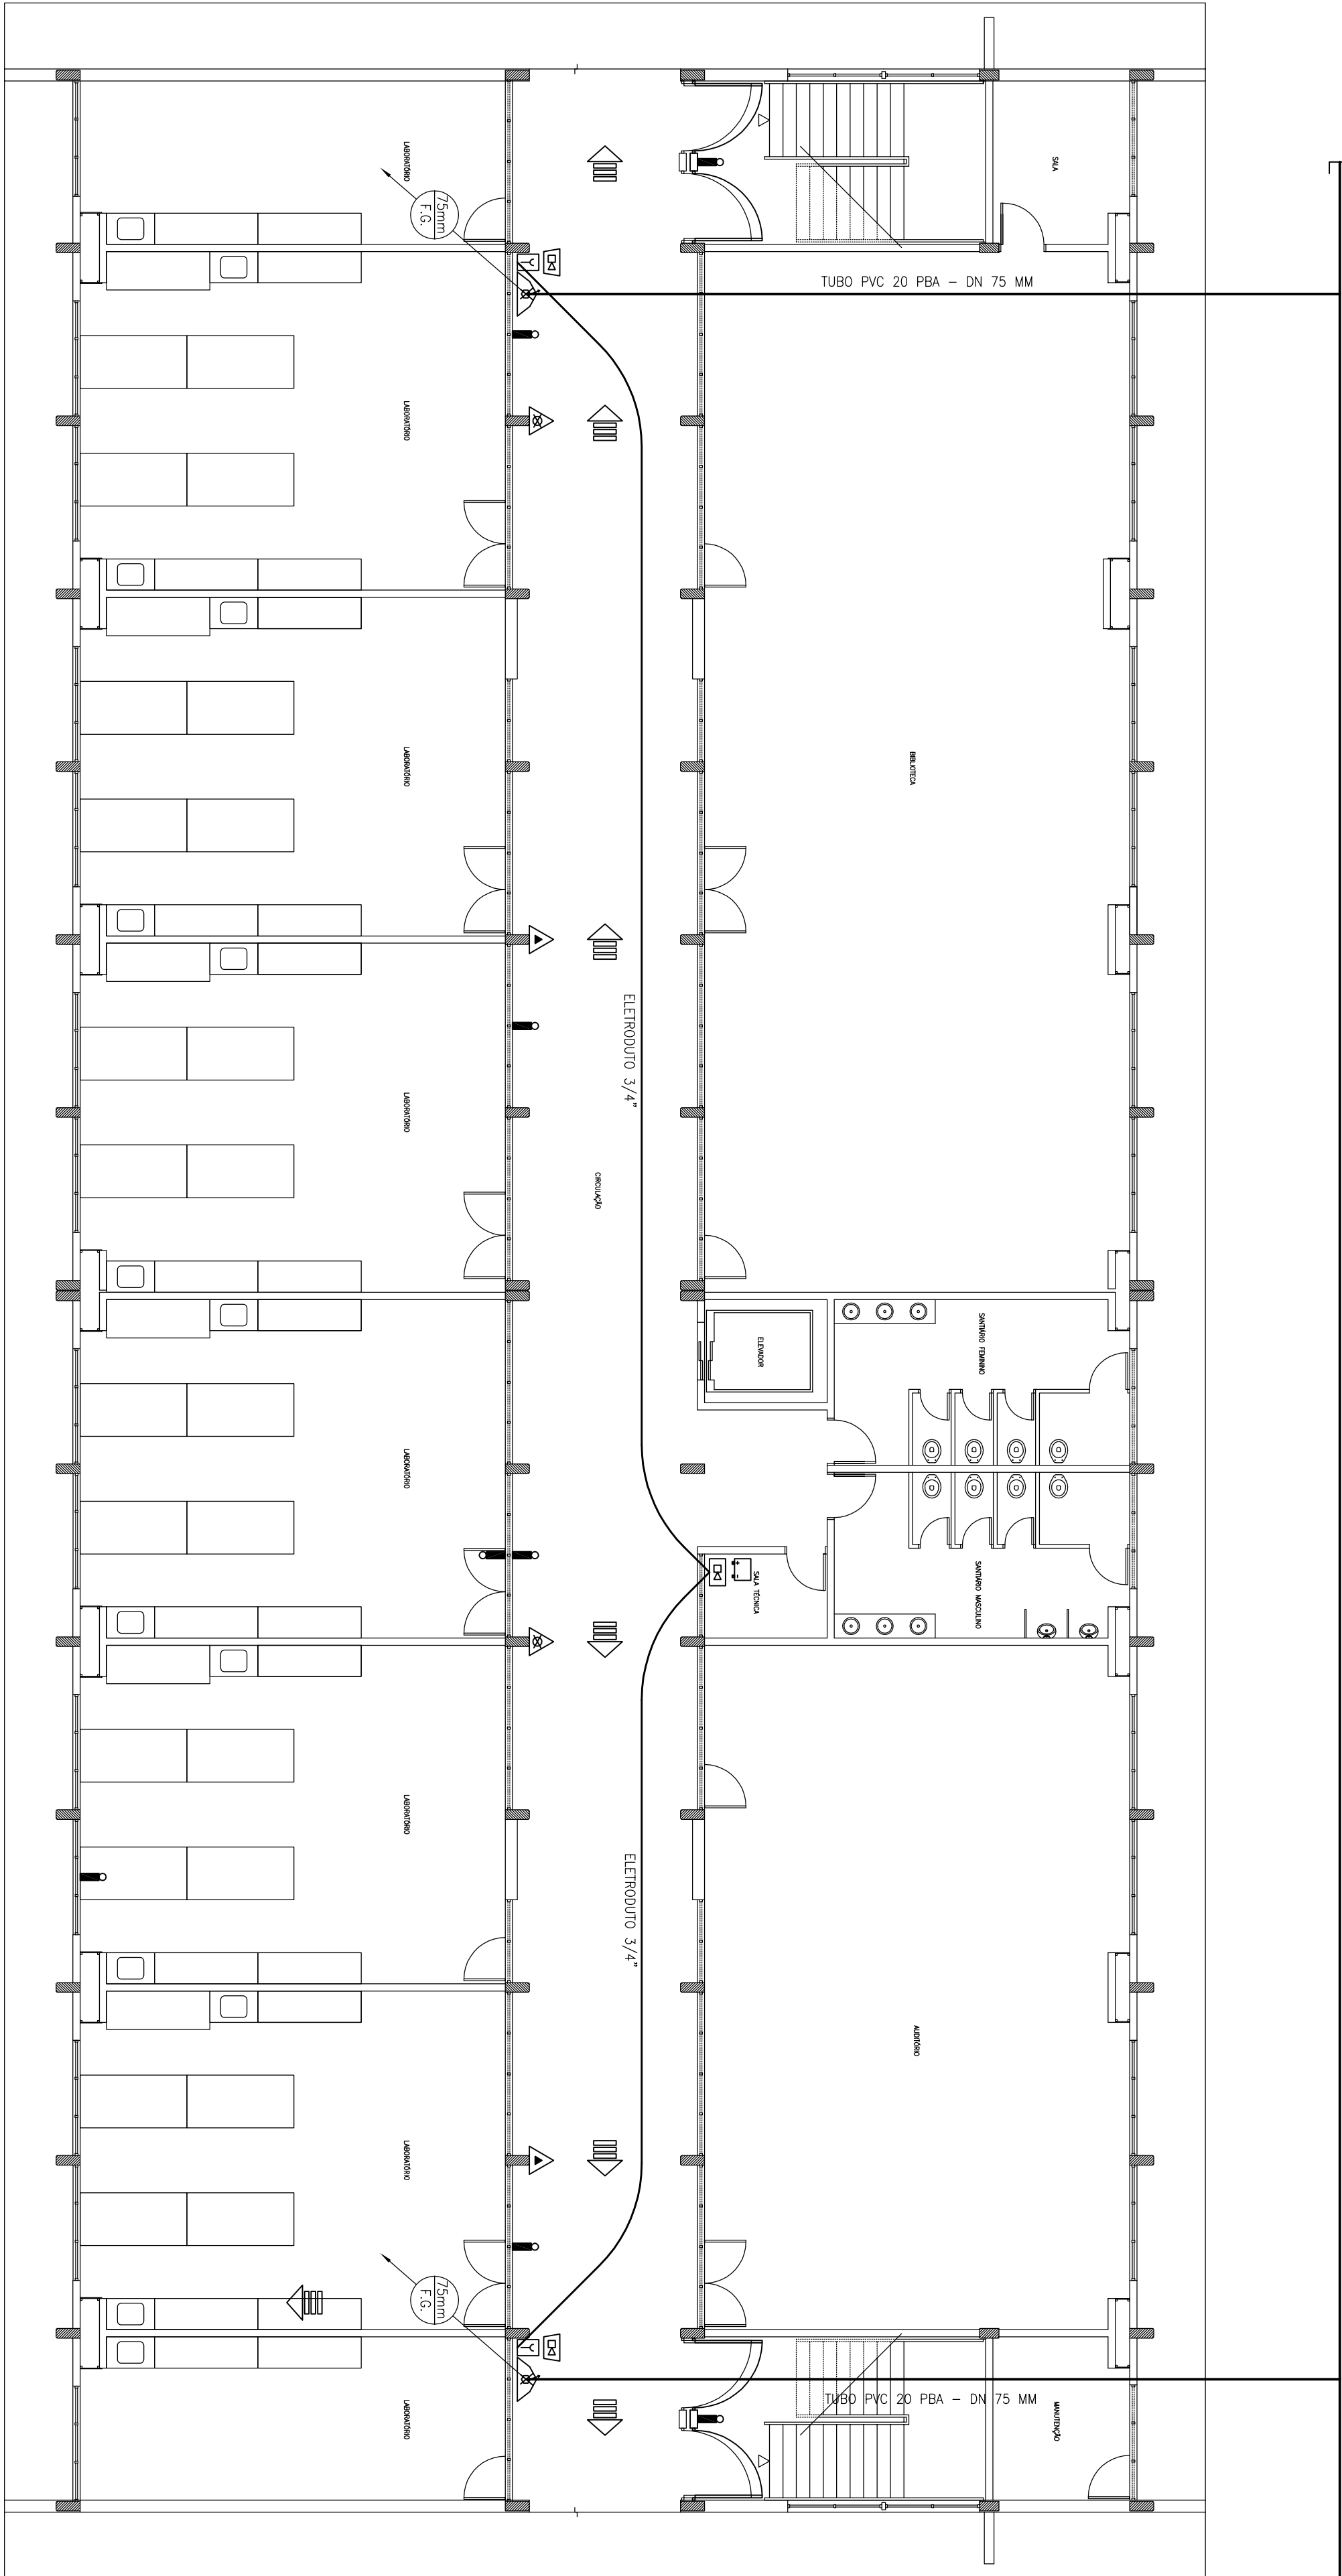 LABORATÓRIO
SALA
75mm
F.G.
TUBO PVC 20 PBA – DN 75 MM
LABORATÓRIO
LABORATÓRIO
BIBLIOTECA
ELETRODUTO 3/4"
LABORATÓRIO
CIRCULAÇÃO
ELEVADOR
SANTIÁRIO FEMININO
LABORATÓRIO
SALA TÉCNICA
SANTIÁRIO MASCULINO
LABORATÓRIO
ELETRODUTO 3/4"
AUDITÓRIO
LABORATÓRIO
75mm
F.G.
TUBO PVC 20 PBA – DN 75 MM
LABORATÓRIO
MANUTENÇÃO